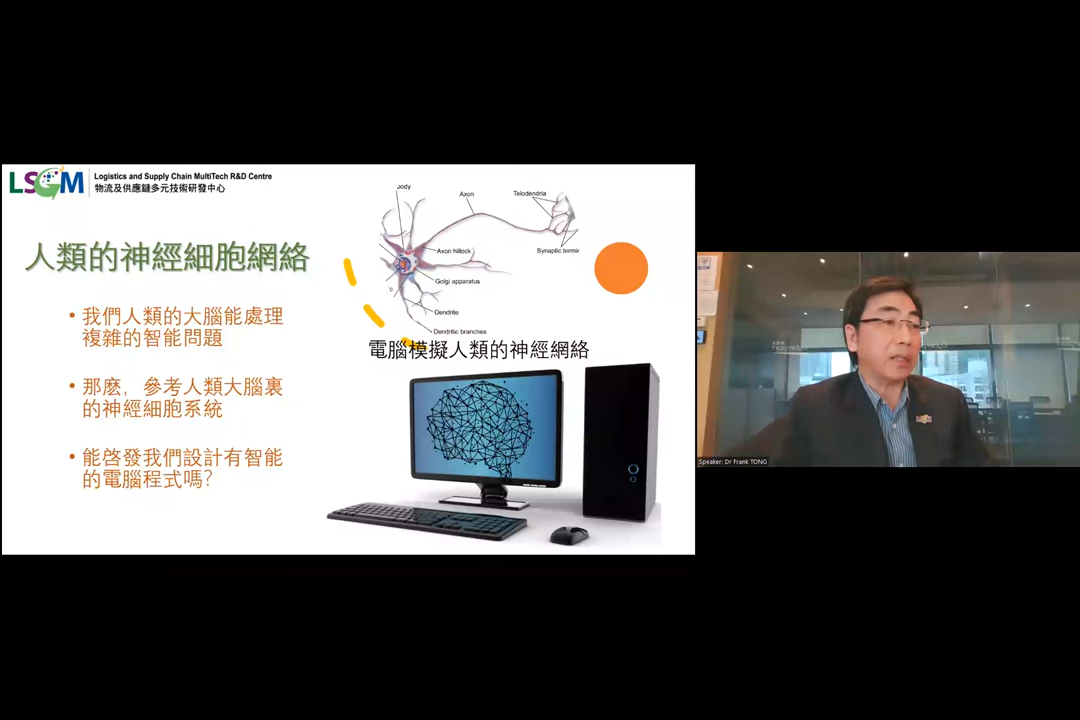 LSCM
Logistics and Supply Chain MultiTech R&D Centre
物流及供應鏈多元技術研發中心
人類的神經細胞網絡
• 我們人類的大腦能處理
複雜的智能問題
• 那麽，參考人類大腦裏
的神經細胞系統
• 能啓發我們設計有智能
的電腦程式嗎？
body
Axon
Telodendria
Axon hillock
Synaptic termir
Golgi apparatus
Dendrite
Dendritic branches
電腦模擬人類的神經網絡
Speaker: Dr Frank TONG